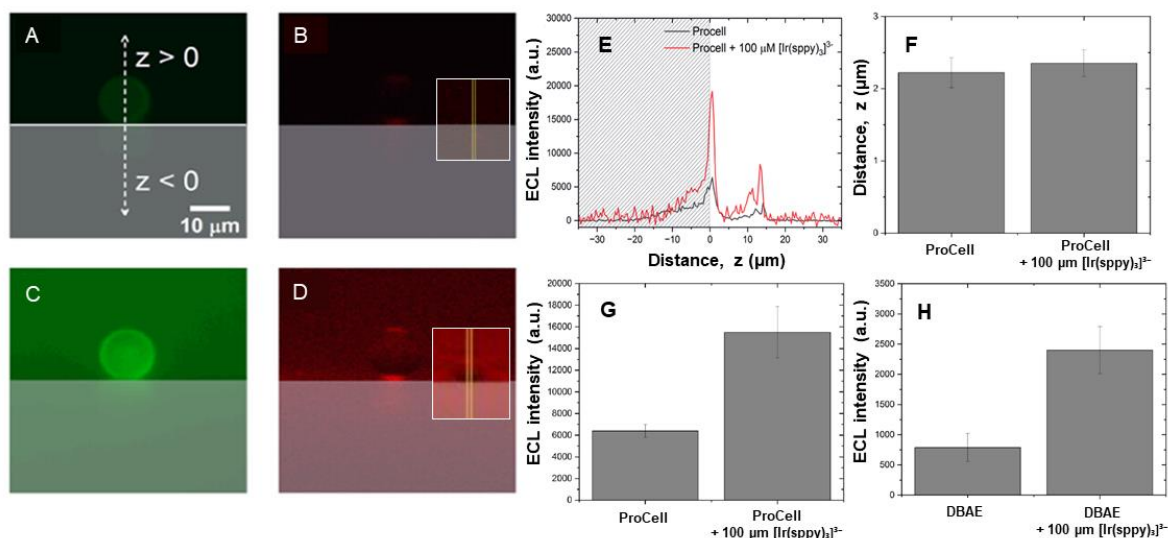 A
z > 0
z < 0
10 μm
B
C
D
E
Procell
Procell + 100 μM [Ir(sppy)₃]³⁻
30000
25000
20000
15000
10000
5000
0
ECL intensity (a.u.)
−30 −20 −10 0 10 20 30
Distance, z (μm)
F
3
2
1
0
Distance, z (μm)
ProCell
ProCell
+ 100 μm [Ir(sppy)₃]³⁻
G
20000
18000
16000
14000
12000
10000
8000
6000
4000
2000
0
ECL intensity (a.u.)
ProCell
ProCell
+ 100 μm [Ir(sppy)₃]³⁻
H
3500
3000
2500
2000
1500
1000
500
0
ECL intensity (a.u.)
DBAE
DBAE
+ 100 μm [Ir(sppy)₃]³⁻